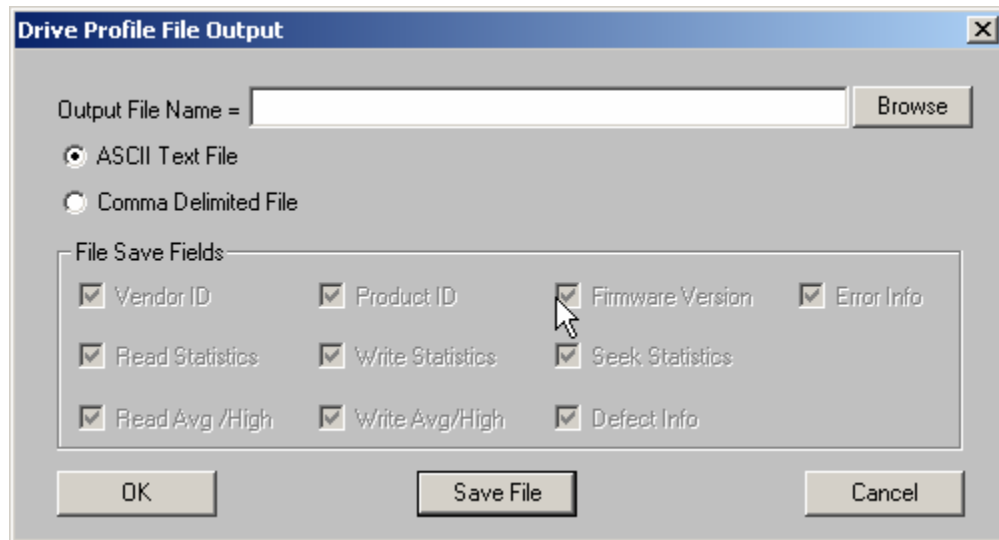 Drive Profile File Output
Output File Name =
Browse
ASCII Text File
Comma Delimited File
File Save Fields
Vendor ID Product ID Firmware Version Error Info
Read Statistics Write Statistics Seek Statistics
Read Avg /High Write Avg/High Defect Info
OK Save File Cancel